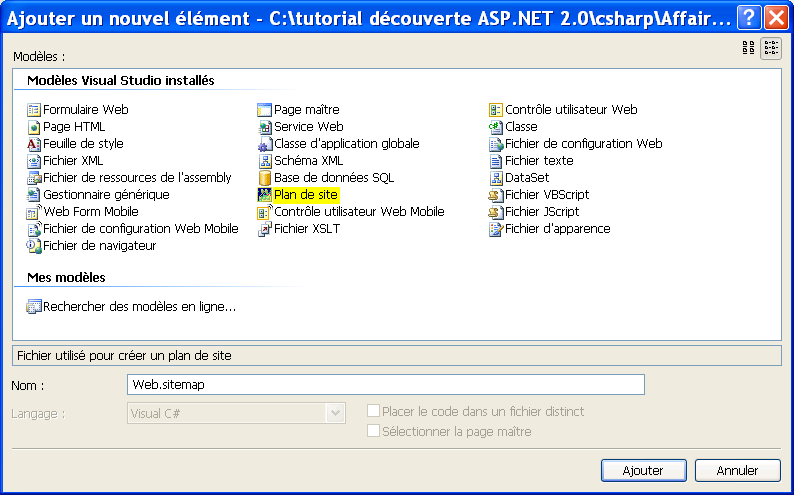 Ajouter un nouvel élément - C:\tutorial découverte ASP.NET 2.0\csharp\Affair...
Modèles :
Modèles Visual Studio installés
Formulaire Web Page maître Contrôle utilisateur Web
Page HTML Service Web Classe
Feuille de style Classe d'application globale Fichier de configuration Web
Fichier XML Schéma XML Fichier texte
Fichier de ressources de l'assembly Base de données SQL DataSet
Gestionnaire générique Plan de site Fichier VBScript
Web Form Mobile Contrôle utilisateur Web Mobile Fichier JScript
Fichier de configuration Web Mobile Fichier XSLT Fichier d'apparence
Fichier de navigateur
Mes modèles
Rechercher des modèles en ligne...
Fichier utilisé pour créer un plan de site
Nom : Web.sitemap
Langage : Visual C# Placer le code dans un fichier distinct
Sélectionner la page maître
Ajouter Annuler